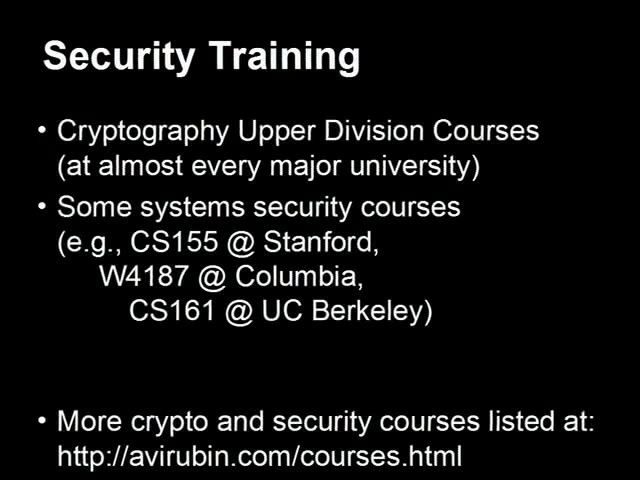 Security Training
• Cryptography Upper Division Courses
(at almost every major university)
• Some systems security courses
(e.g., CS155 @ Stanford,
W4187 @ Columbia,
CS161 @ UC Berkeley)
• More crypto and security courses listed at:
http://avirubin.com/courses.html